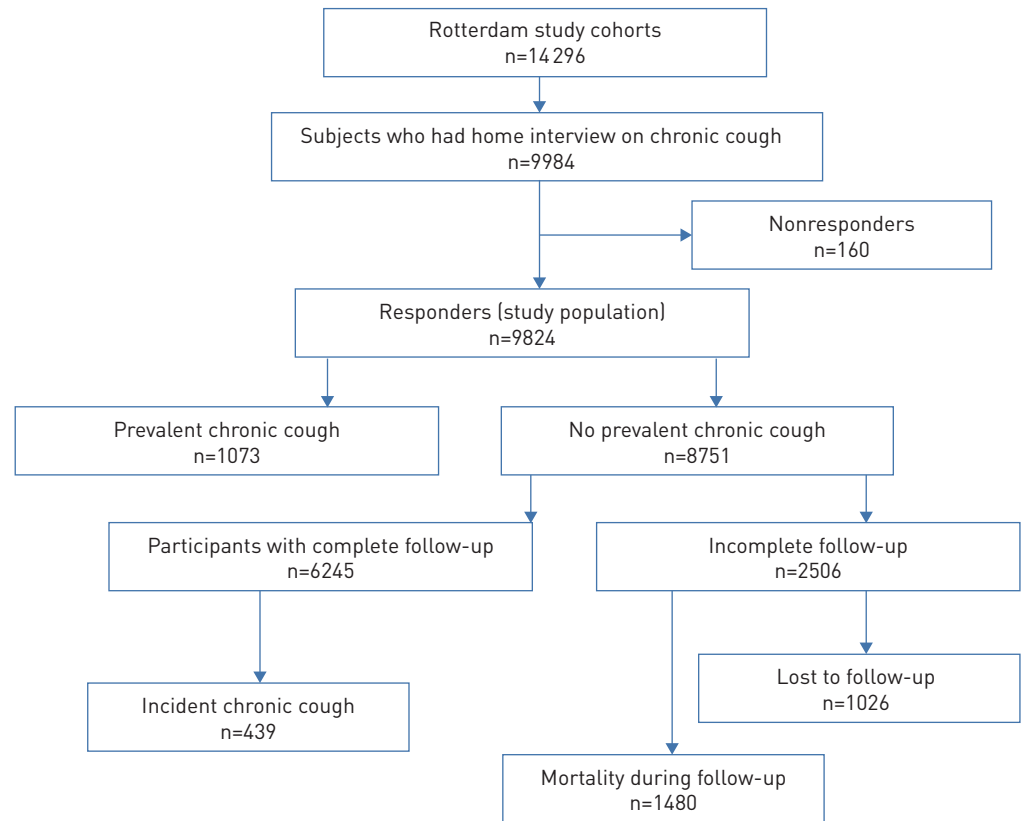 Rotterdam study cohorts
n=14 296
Subjects who had home interview on chronic cough
n=9984
Nonresponders
n=160
Responders (study population)
n=9824
Prevalent chronic cough
n=1073
No prevalent chronic cough
n=8751
Participants with complete follow-up
n=6245
Incomplete follow-up
n=2506
Lost to follow-up
n=1026
Incident chronic cough
n=439
Mortality during follow-up
n=1480